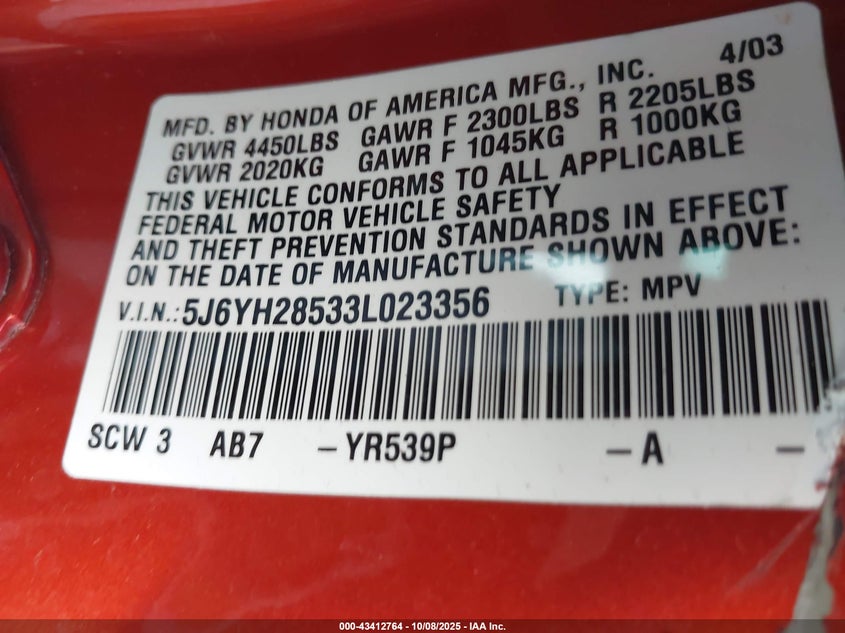 4/03
MFD. BY HONDA OF AMERICA MFG., INC.
GVWR 4450LBS GAWR F 2300LBS R 2205LBS
GVWR 2020KG GAWR F 1045KG R 1000KG
THIS VEHICLE CONFORMS TO ALL APPLICABLE
FEDERAL MOTOR VEHICLE SAFETY
AND THEFT PREVENTION STANDARDS IN EFFECT
ON THE DATE OF MANUFACTURE SHOWN ABOVE:
V.I.N.:5J6YH28533L023356 TYPE: MPV
SCW 3 AB7 –YR539P –A –
000-43412764 | 10/08/2025 - IAA Inc.